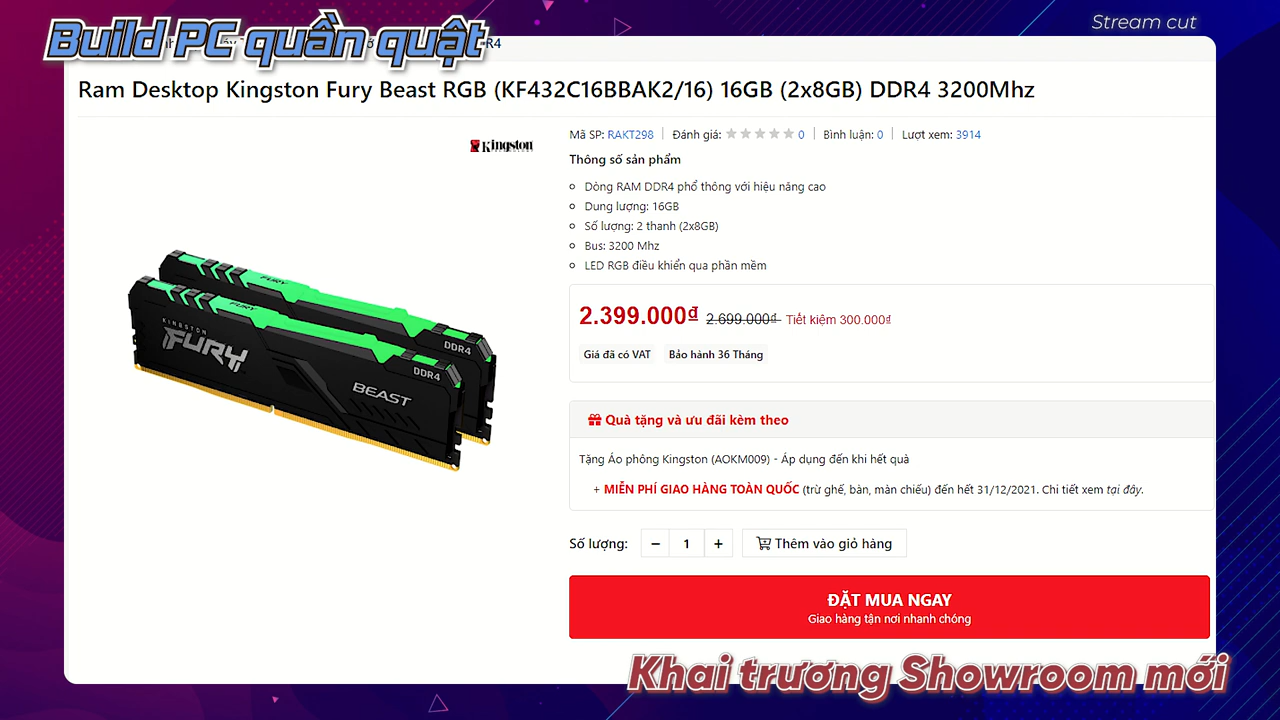 Build PC quần quật
Stream cut
R4
Ram Desktop Kingston Fury Beast RGB (KF432C16BBAK2/16) 16GB (2x8GB) DDR4 3200Mhz
Kingston
Mã SP: RAKT298 | Đánh giá: 0 | Bình luận: 0 | Lượt xem: 3914
Thông số sản phẩm
Dòng RAM DDR4 phổ thông với hiệu năng cao
Dung lượng: 16GB
Số lượng: 2 thanh (2x8GB)
Bus: 3200 Mhz
LED RGB điều khiển qua phần mềm
FURY
FURY
DDR4
KINGSTON
FURY
DDR4
BEAST
2.399.000₫ 2.699.000₫ Tiết kiệm 300.000₫
Giá đã có VAT Bảo hành 36 Tháng
Quà tặng và ưu đãi kèm theo
Tặng Áo phông Kingston (AOKM009) - Áp dụng đến khi hết quà
+ MIỄN PHÍ GIAO HÀNG TOÀN QUỐC (trừ ghế, bàn, màn chiếu) đến hết 31/12/2021. Chi tiết xem tại đây.
Số lượng: − 1 + Thêm vào giỏ hàng
ĐẶT MUA NGAY
Giao hàng tận nơi nhanh chóng
Khai trương Showroom mới